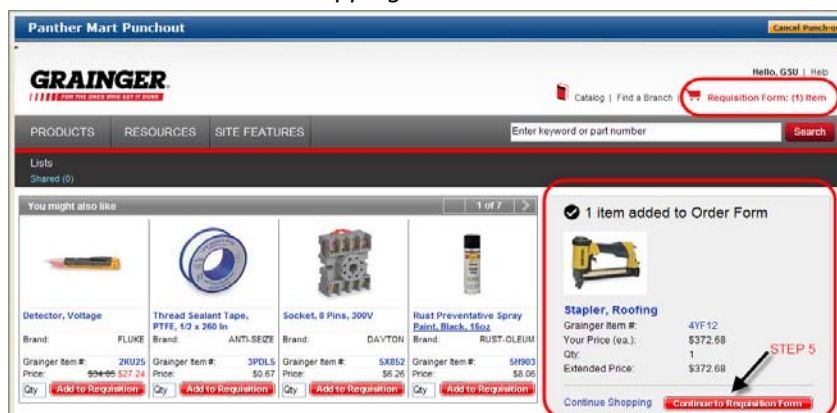 Panther Mart Punchout
Cancel Punch-ou
GRAINGER.
FOR THE ONES WHO GET IT DONE
Hello, GSU | Help
Catalog | Find a Branch | Requisition Form: (1) Item
PRODUCTS RESOURCES SITE FEATURES
Enter keyword or part number
Search
Lists
Shared (0)
You might also like
1 of 7 >
Detector, Voltage
Brand: FLUKE
Grainger Item #: 2KU25
Price: $34.05 $27.24
Qty Add to Requisition
Thread Sealant Tape,
PTFE, 1/2 x 260 In
Brand: ANTI-SEIZE
Grainger Item #: 3PDL5
Price: $0.67
Qty Add to Requisition
Socket, 8 Pins, 300V
Brand: DAYTON
Grainger Item #: 5X852
Price: $6.26
Qty Add to Requisition
Rust Preventative Spray
Paint, Black, 15oz
Brand: RUST-OLEUM
Grainger Item #: 5H903
Price: $8.06
Qty Add to Requisition
1 item added to Order Form
Stapler, Roofing
Grainger Item #: 4YF12
Your Price (ea.): $372.68
Qty: 1
Extended Price: $372.68
STEP 5
Continue Shopping
Continue to Requisition Form